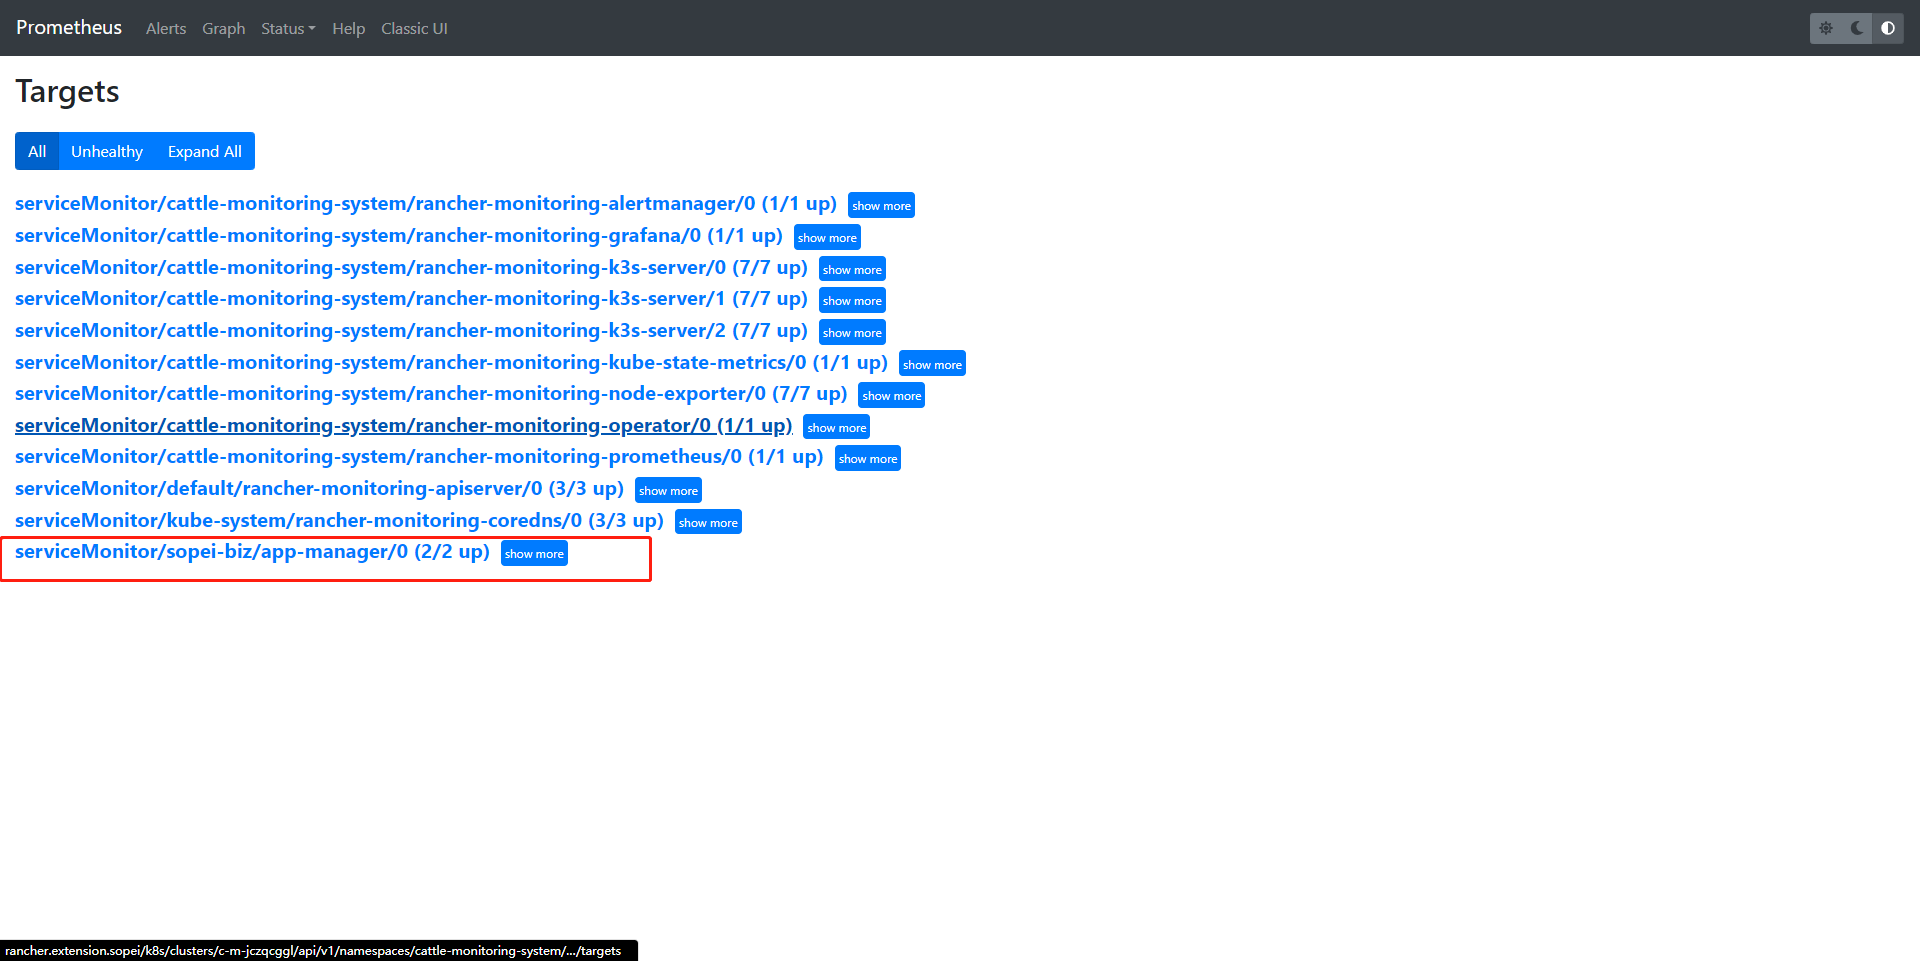 Prometheus Alerts Graph Status Help Classic UI
Targets
All Unhealthy Expand All
serviceMonitor/cattle-monitoring-system/rancher-monitoring-alertmanager/0 (1/1 up) show more
serviceMonitor/cattle-monitoring-system/rancher-monitoring-grafana/0 (1/1 up) show more
serviceMonitor/cattle-monitoring-system/rancher-monitoring-k3s-server/0 (7/7 up) show more
serviceMonitor/cattle-monitoring-system/rancher-monitoring-k3s-server/1 (7/7 up) show more
serviceMonitor/cattle-monitoring-system/rancher-monitoring-k3s-server/2 (7/7 up) show more
serviceMonitor/cattle-monitoring-system/rancher-monitoring-kube-state-metrics/0 (1/1 up) show more
serviceMonitor/cattle-monitoring-system/rancher-monitoring-node-exporter/0 (7/7 up) show more
serviceMonitor/cattle-monitoring-system/rancher-monitoring-operator/0 (1/1 up) show more
serviceMonitor/cattle-monitoring-system/rancher-monitoring-prometheus/0 (1/1 up) show more
serviceMonitor/default/rancher-monitoring-apiserver/0 (3/3 up) show more
serviceMonitor/kube-system/rancher-monitoring-coredns/0 (3/3 up) show more
serviceMonitor/sopei-biz/app-manager/0 (2/2 up) show more
rancher.extension.sopei/k8s/clusters/c-m-jczqcggl/api/v1/namespaces/cattle-monitoring-system/.../targets